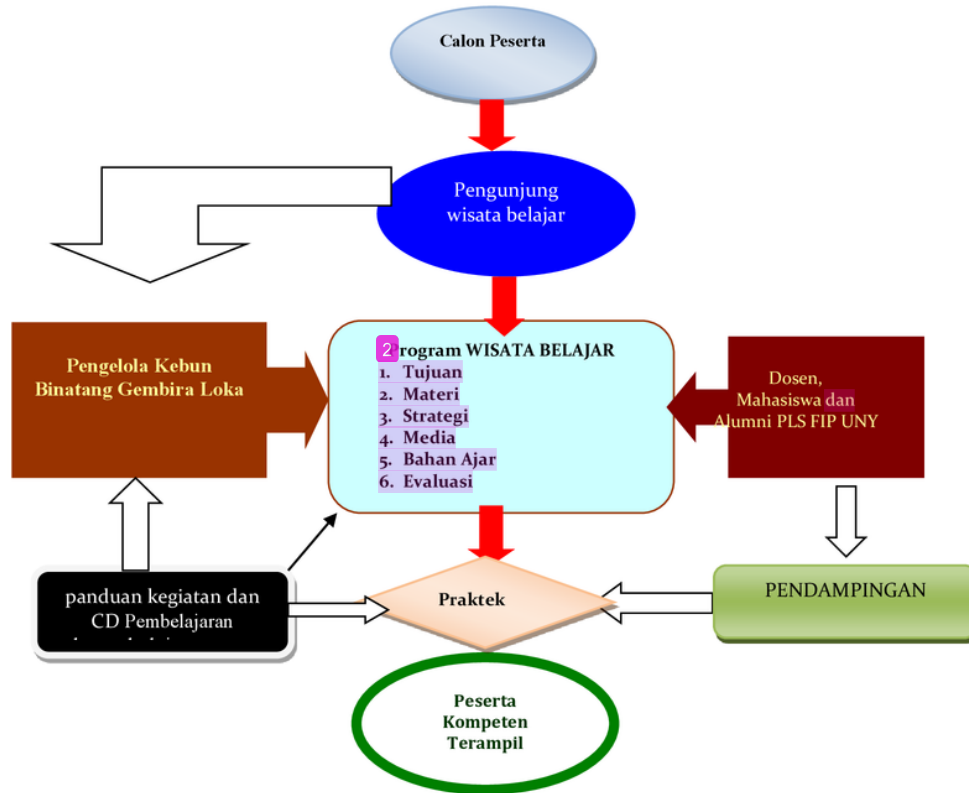 Calon Peserta
Pengunjung
wisata belajar
2
Program WISATA BELAJAR
1. Tujuan
2. Materi
3. Strategi
4. Media
5. Bahan Ajar
6. Evaluasi
Pengelola Kebun
Binatang Gembira Loka
Dosen,
Mahasiswa dan
Alumni PLS FIP UNY
panduan kegiatan dan
CD Pembelajaran
Praktek
PENDAMPINGAN
Peserta
Kompeten
Terampil